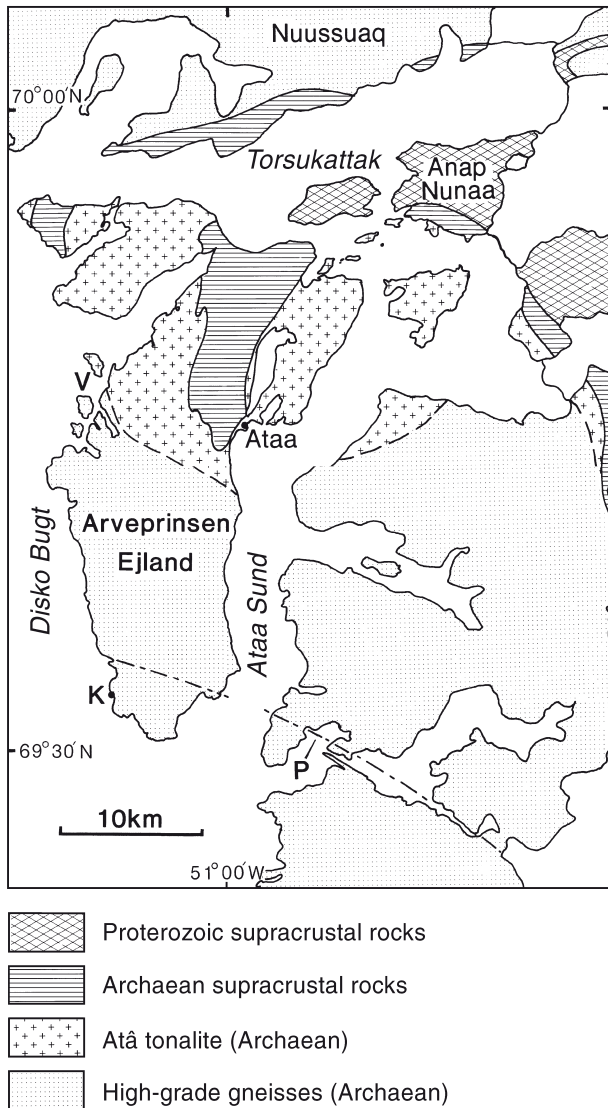 Nuussuaq
70°00′N
Torsukattak
Anap
Nunaa
V
Ataa
Arveprinsen
Ejland
Disko Bugt
Ataa Sund
K
69°30′N
P
10km
51°00′W
Proterozoic supracrustal rocks
Archaean supracrustal rocks
Atâ tonalite (Archaean)
High-grade gneisses (Archaean)